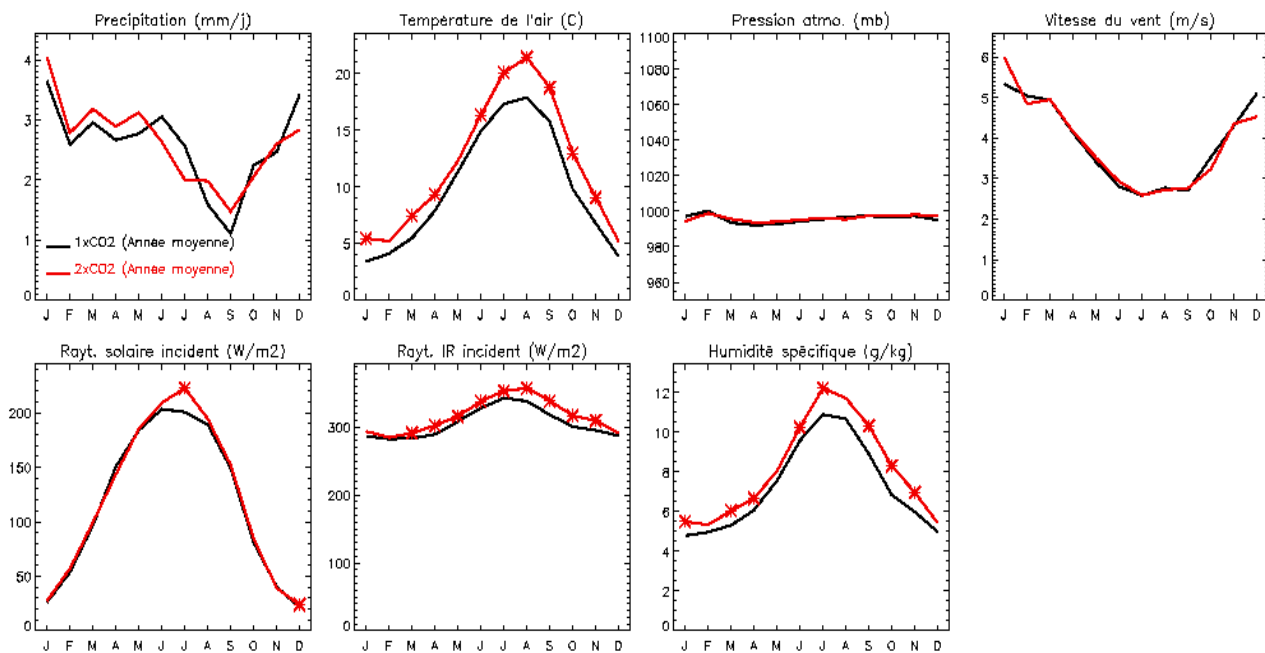 Precipitation (mm/j)
Température de l'air (C)
Pression atmo. (mb)
Vitesse du vent (m/s)
4
3
2
1
0
1xCO2 (Année moyenne)
2xCO2 (Année moyenne)
J F M A M J J A S O N D
20
15
10
5
0
J F M A M J J A S O N D
1100
1080
1060
1040
1020
1000
980
960
J F M A M J J A S O N D
6
5
4
3
2
1
0
J F M A M J J A S O N D
Rayt. solaire incident (W/m2)
Rayt. IR incident (W/m2)
Humidité spécifique (g/kg)
200
150
100
50
0
J F M A M J J A S O N D
300
200
100
0
J F M A M J J A S O N D
12
10
8
6
4
2
0
J F M A M J J A S O N D